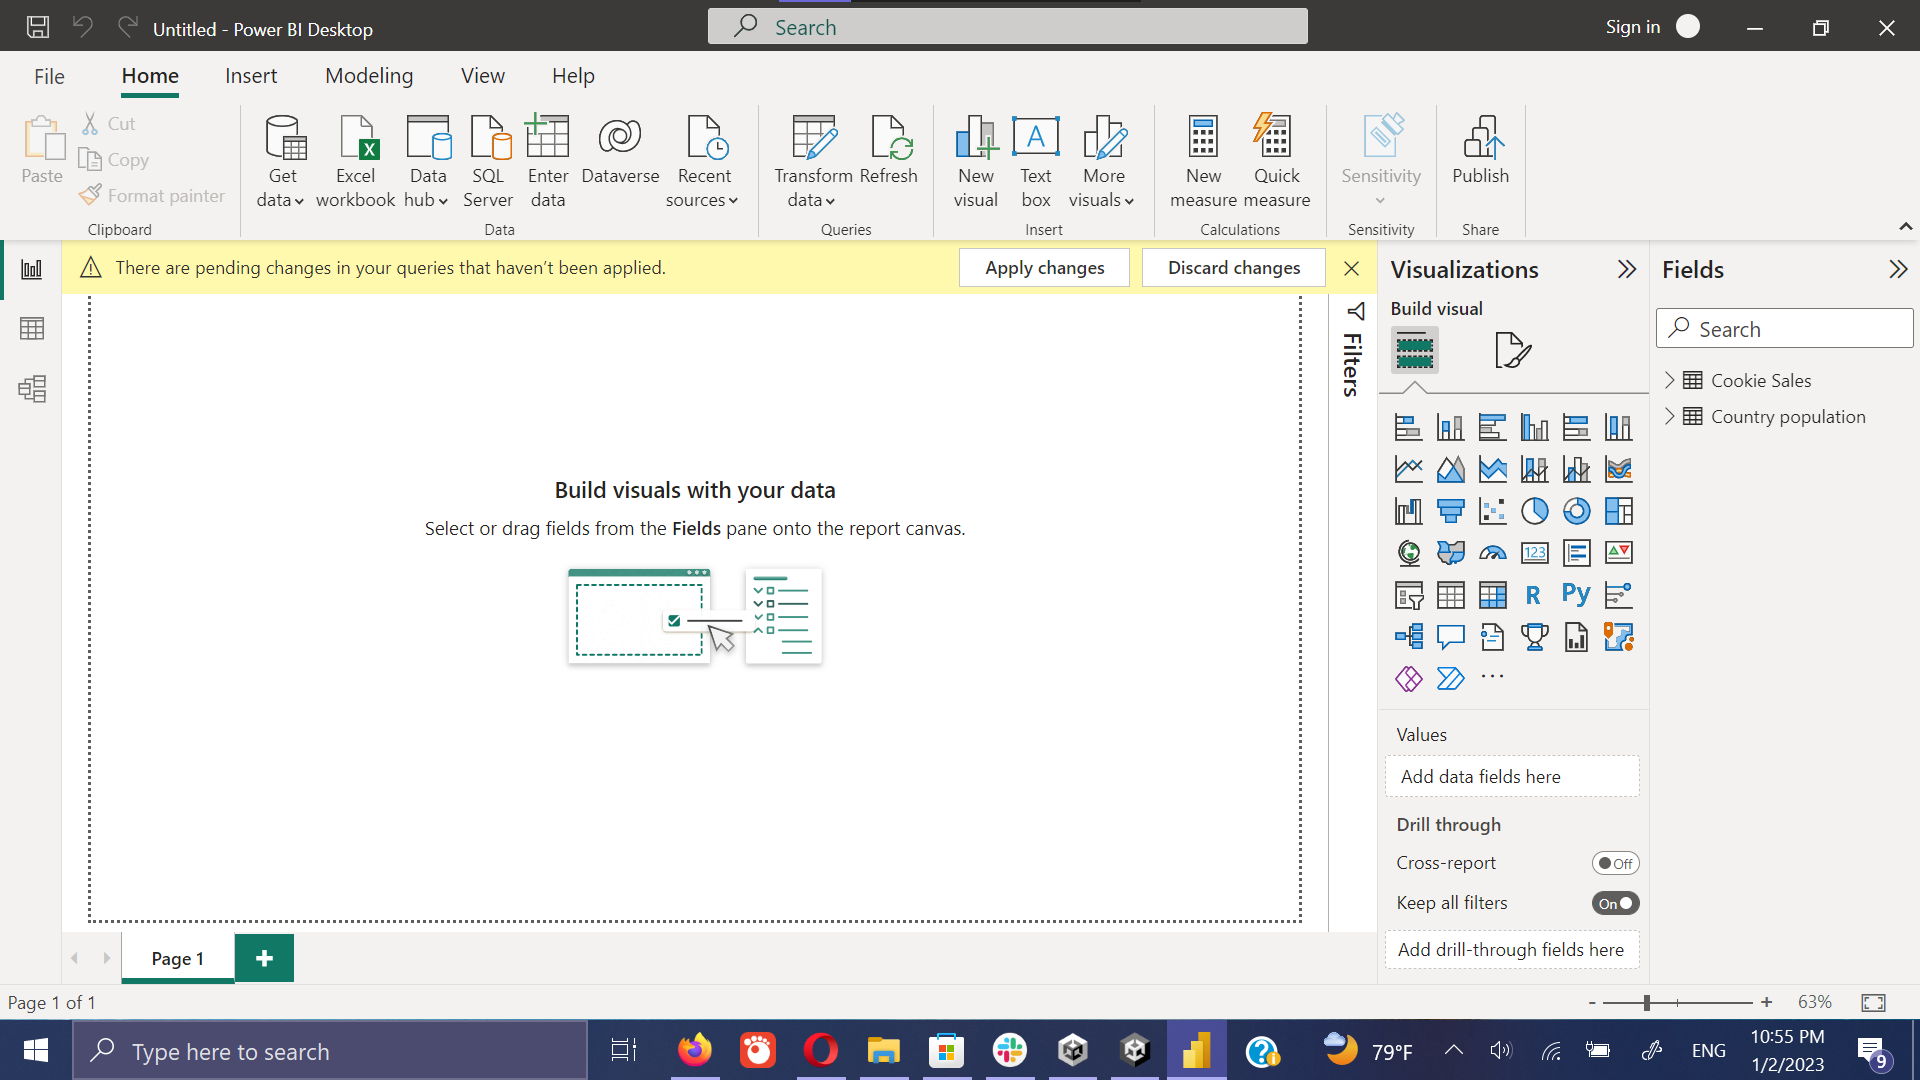 Untitled - Power BI Desktop
Search
Sign in
File
Home
Insert
Modeling
View
Help
Paste
Cut
Copy
Format painter
Clipboard
Get data
Excel workbook
Data hub
SQL Server
Enter data
Dataverse
Recent sources
Data
Transform data
Refresh
Queries
New visual
A
Text box
More visuals
Insert
New measure
Quick measure
Calculations
Sensitivity
Sensitivity
Publish
Share
There are pending changes in your queries that haven’t been applied.
Apply changes
Discard changes
Filters
Build visuals with your data
Select or drag fields from the Fields pane onto the report canvas.
Visualizations
Build visual
123
R
Py
Values
Add data fields here
Drill through
Cross-report
Off
Keep all filters
On
Add drill-through fields here
Fields
Search
Cookie Sales
Country population
Page 1
Page 1 of 1
63%
Type here to search
79°F
ENG
10:55 PM
1/2/2023
9